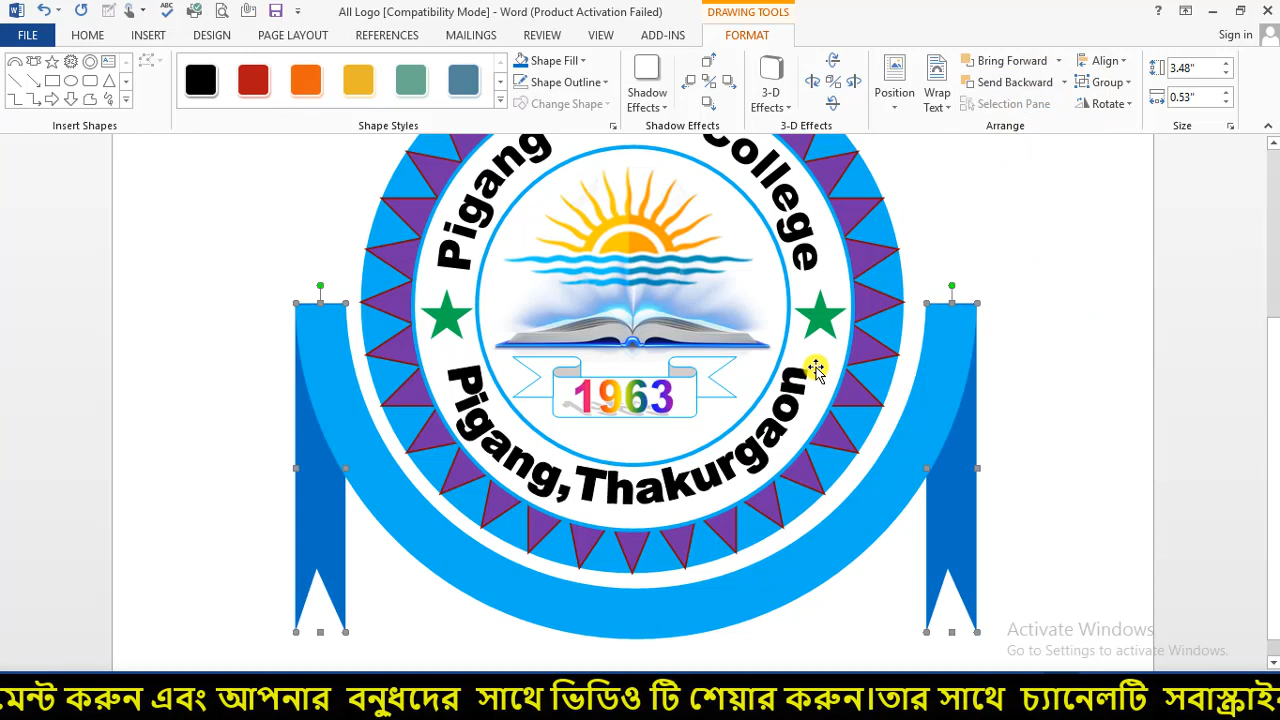 All Logo [Compatibility Mode] - Word (Product Activation Failed)
DRAWING TOOLS
FILE HOME INSERT DESIGN PAGE LAYOUT REFERENCES MAILINGS REVIEW VIEW ADD-INS FORMAT Sign in
Shape Fill
Shape Outline
Change Shape
Shadow Effects
3-D Effects
Position
Wrap Text
Bring Forward
Send Backward
Selection Pane
Align
Group
Rotate
3.48"
0.53"
Insert Shapes
Shape Styles
Shadow Effects
3-D Effects
Arrange
Size
Pigang College
1963
Pigang,Thakurgaon
Activate Windows
Go to Settings to activate Windows.
মেন্ট করুন এবং আপনার বনুধদের সাথে ভিডিও টি শেয়ার করুন।তার সাথে চ্যানেলটি সবাস্ক্রাই